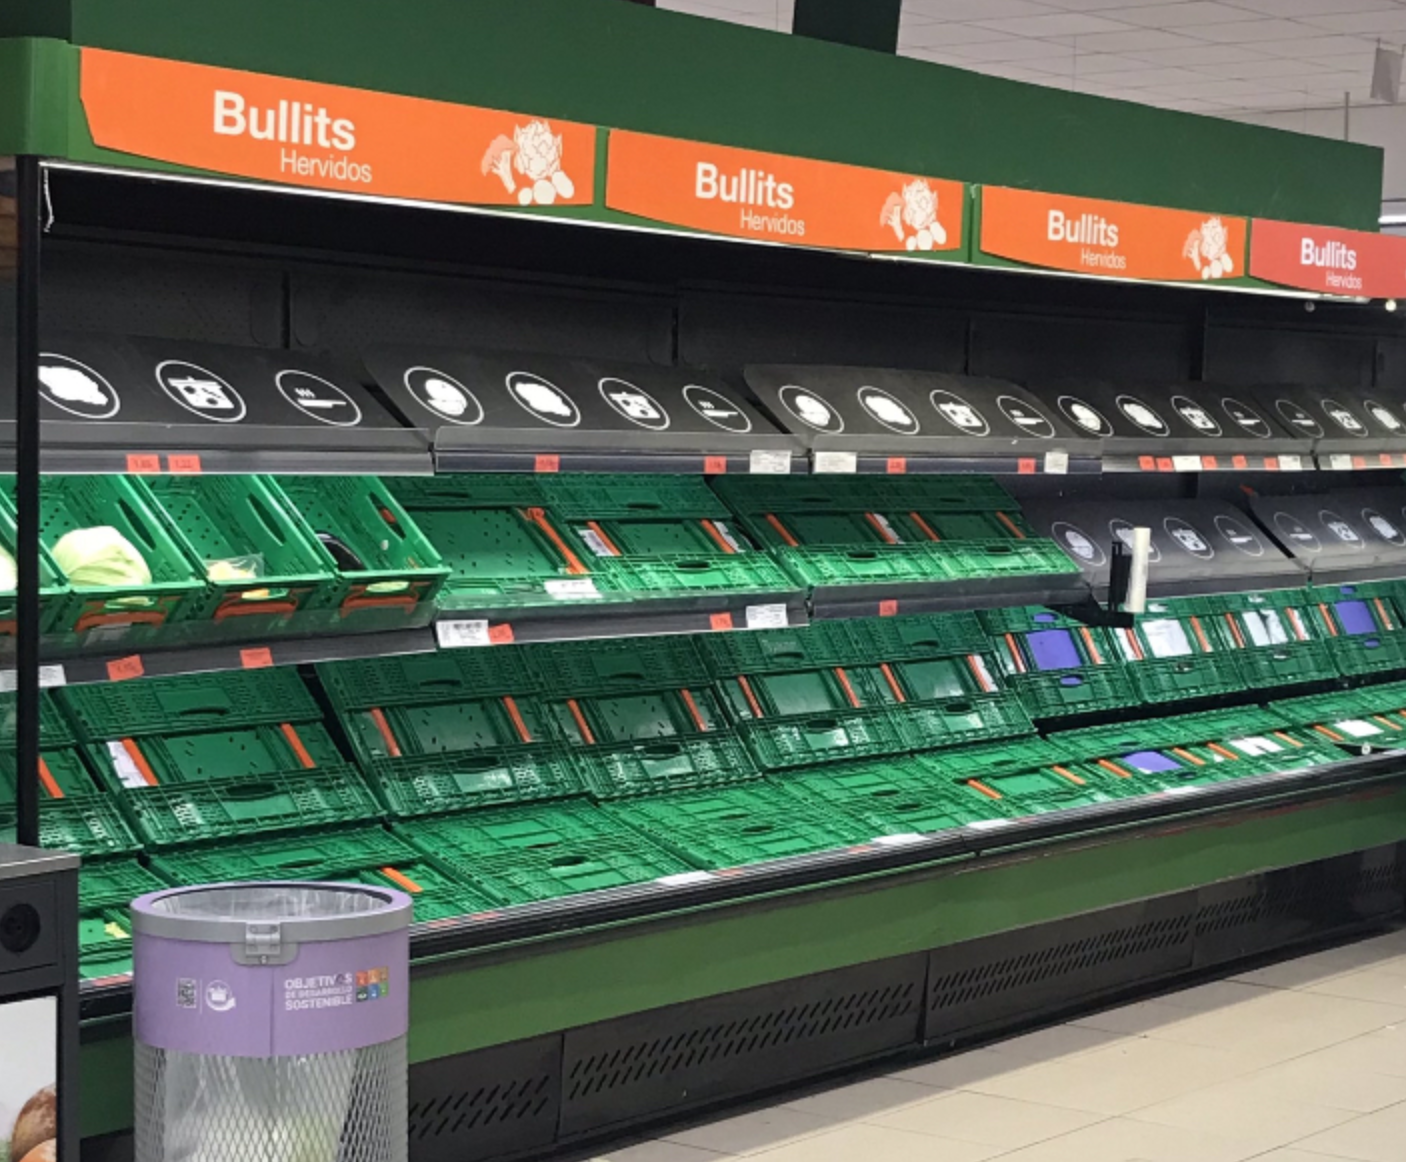 Bullits
Hervidos
Bullits
Hervidos
Bullits
Hervidos
Bullits
Hervidos
OBJETIVOS
DE DESARROLLO
SOSTENIBLE